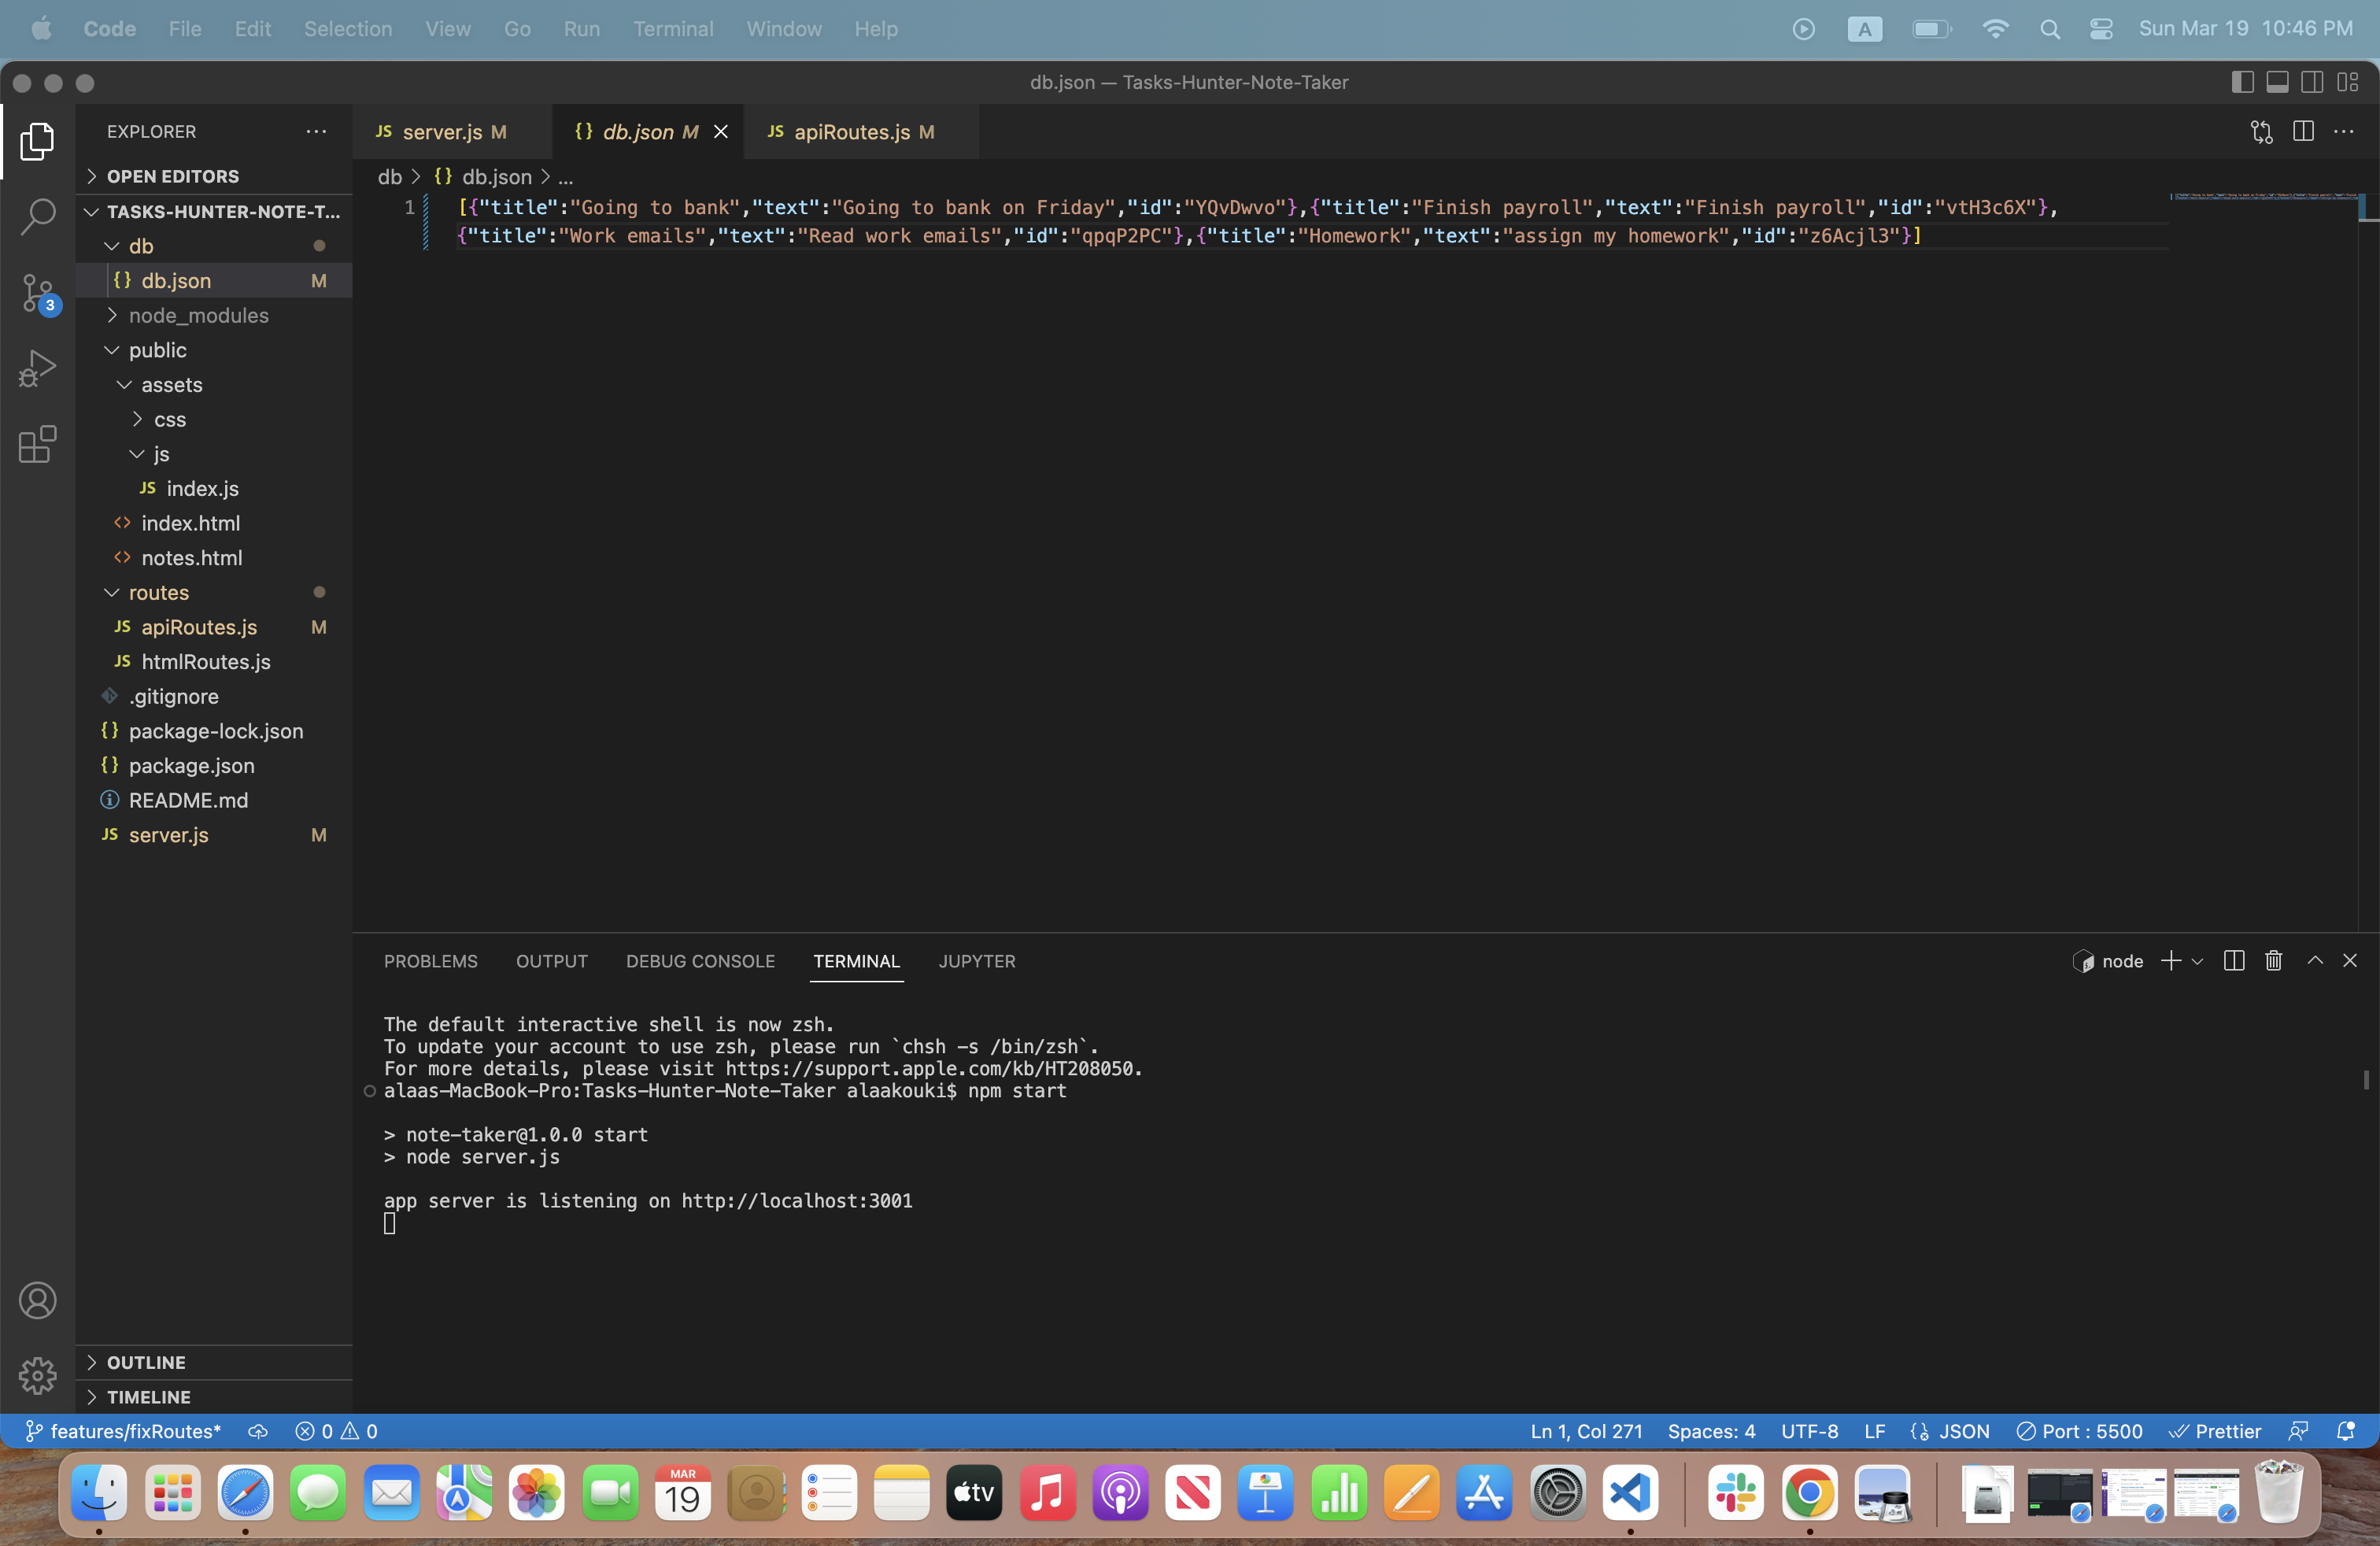 Code File Edit Selection View Go Run Terminal Window Help A Sun Mar 19 10:46 PM
db.json — Tasks-Hunter-Note-Taker
EXPLORER
JS server.js M {} db.json M JS apiRoutes.js M
OPEN EDITORS
db > {} db.json > ...
TASKS-HUNTER-NOTE-T...
1 [{"title":"Going to bank","text":"Going to bank on Friday","id":"YQvDwvo"},{"title":"Finish payroll","text":"Finish payroll","id":"vtH3c6X"},
{"title":"Work emails","text":"Read work emails","id":"qpqP2PC"},{"title":"Homework","text":"assign my homework","id":"z6Acjl3"}]
db
{} db.json M
3
node_modules
public
assets
css
js
JS index.js
<> index.html
<> notes.html
routes
JS apiRoutes.js M
JS htmlRoutes.js
.gitignore
{} package-lock.json
{} package.json
README.md
JS server.js M
OUTLINE
TIMELINE
PROBLEMS OUTPUT DEBUG CONSOLE TERMINAL JUPYTER node
The default interactive shell is now zsh.
To update your account to use zsh, please run `chsh -s /bin/zsh`.
For more details, please visit https://support.apple.com/kb/HT208050.
alaas-MacBook-Pro:Tasks-Hunter-Note-Taker alaakouki$ npm start
> note-taker@1.0.0 start
> node server.js
app server is listening on http://localhost:3001
features/fixRoutes* 0 0 Ln 1, Col 271 Spaces: 4 UTF-8 LF JSON Port : 5500 Prettier
MAR
19
tv